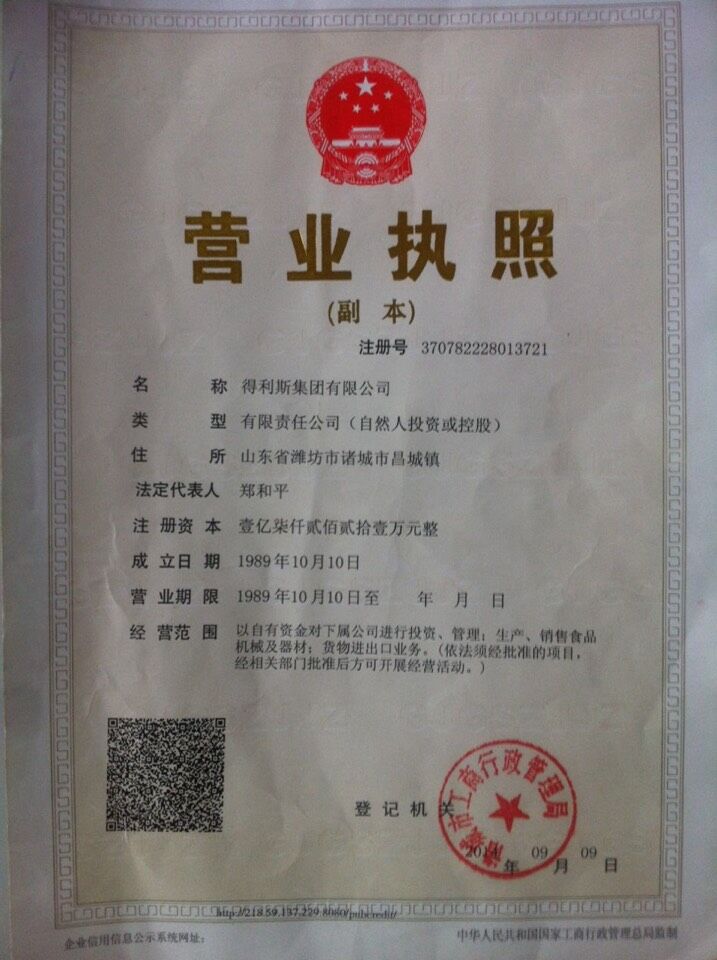 营业执照
(副 本)
注册号 370782228013721
名 称 得利斯集团有限公司
类 型 有限责任公司（自然人投资或控股）
住 所 山东省潍坊市诸城市昌城镇
法定代表人 郑和平
注 册 资 本 壹亿柒仟贰佰贰拾壹万元整
成 立 日 期 1989年10月10日
营 业 期 限 1989年10月10日至 年 月 日
经 营 范 围 以自有资金对下属公司进行投资、管理；生产、销售食品
机械及器材；货物进出口业务。(依法须经批准的项目，
经相关部门批准后方可开展经营活动。)
诸城市工商行政管理局
登 记 机 关
2014 年 09 月 09 日
http://218.59.137.229:8080/pubcredit/
企业信用信息公示系统网址：
中华人民共和国国家工商行政管理总局监制